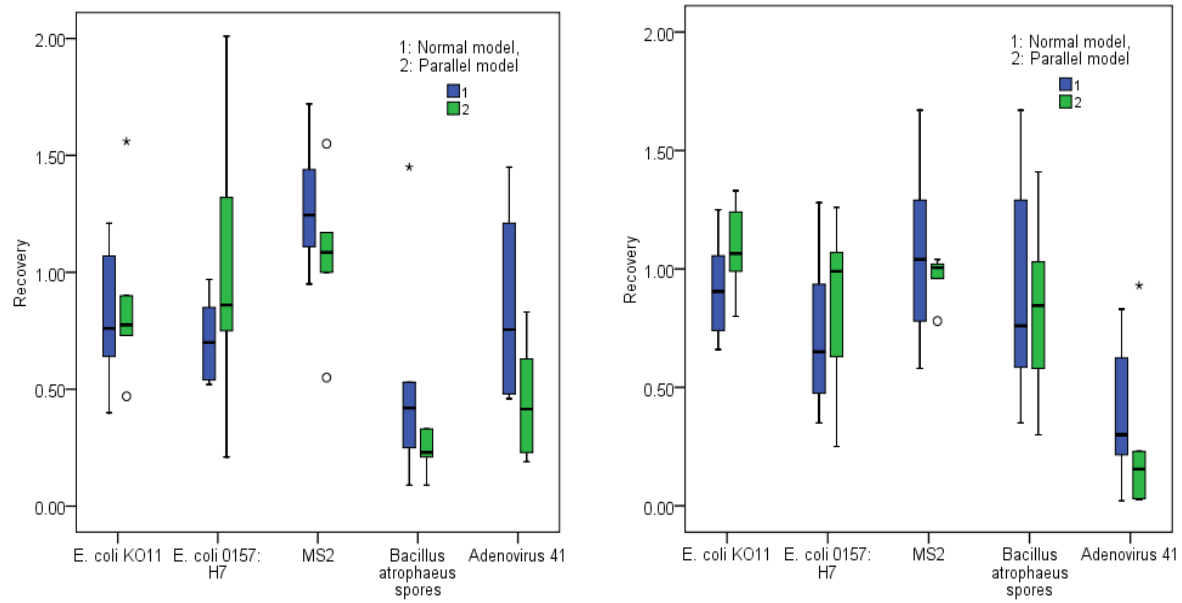 2.00
1.50
1.00
0.50
0.00
Recovery
1: Normal model,
2: Parallel model
1
2
*
*
E. coli KO11
E. coli 0157:
H7
MS2
Bacillus
atrophaeus
spores
Adenovirus 41
2.00
1.50
1.00
0.50
0.00
Recovery
1: Normal model,
2: Parallel model
1
2
*
E. coli KO11
E. coli 0157:
H7
MS2
Bacillus
atrophaeus
spores
Adenovirus 41